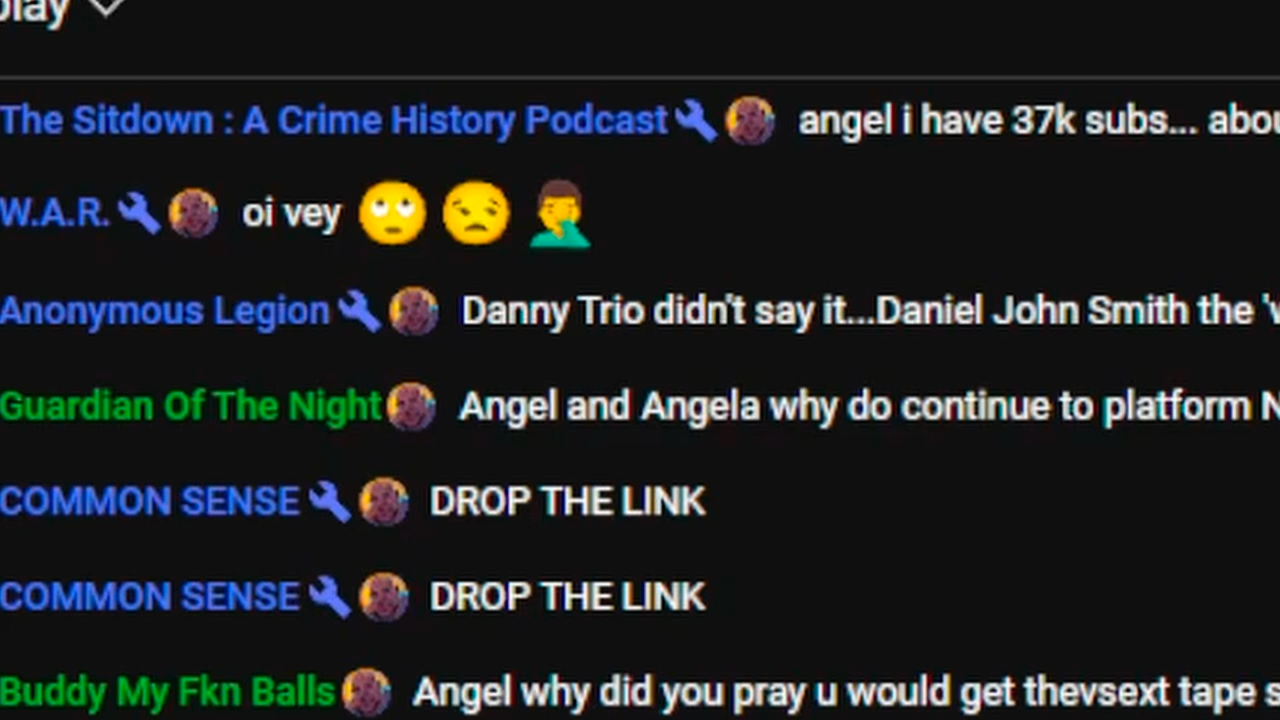 The Sitdown : A Crime History Podcast angel i have 37k subs...
W.A.R. oi vey 🙄 😒 🤦‍♂️
Anonymous Legion Danny Trio didn't say it...Daniel John Smith the
Guardian Of The Night Angel and Angela why do continue to platform
COMMON SENSE DROP THE LINK
COMMON SENSE DROP THE LINK
Buddy My Fkn Balls Angel why did you pray u would get thevsext tape